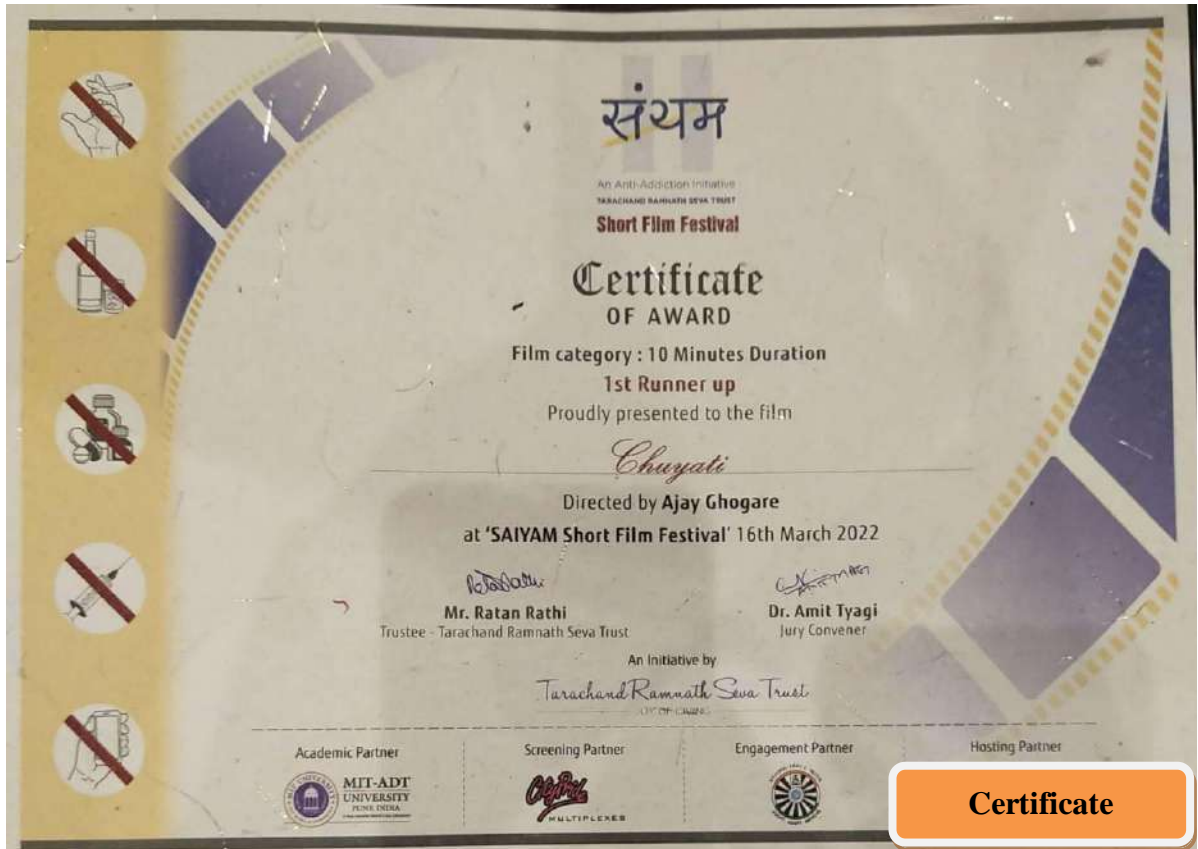 संयम
An Anti-Addiction Initiative
TARACHAND RAMNATH SEVA TRUST
Short Film Festival
Certificate
OF AWARD
Film category : 10 Minutes Duration
1st Runner up
Proudly presented to the film
Chuyati
Directed by Ajay Ghogare
at 'SAIYAM Short Film Festival' 16th March 2022
Mr. Ratan Rathi
Trustee - Tarachand Ramnath Seva Trust
Dr. Amit Tyagi
Jury Convener
An Initiative by
Tarachand Ramnath Seva Trust
Academic Partner
MIT-ADT
UNIVERSITY
PUNE INDIA
Screening Partner
CityPride
MULTIPLEXES
Engagement Partner
Hosting Partner
Certificate